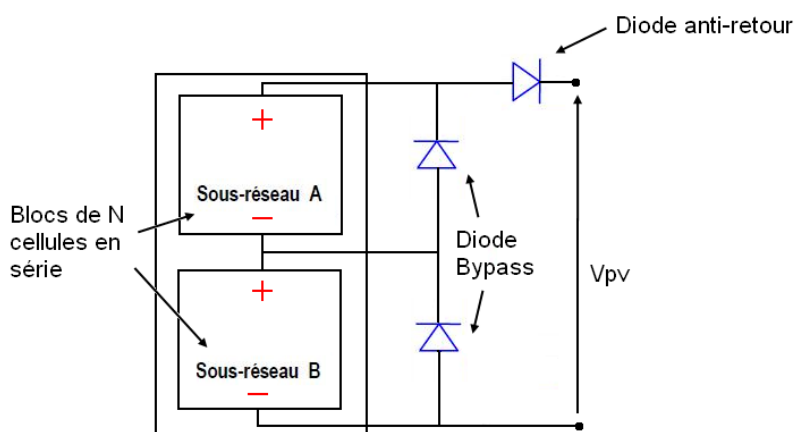 Diode anti-retour
+
Sous-réseau A
−
Blocs de N
cellules en
série
Diode
Bypass
Vpv
+
Sous-réseau B
−